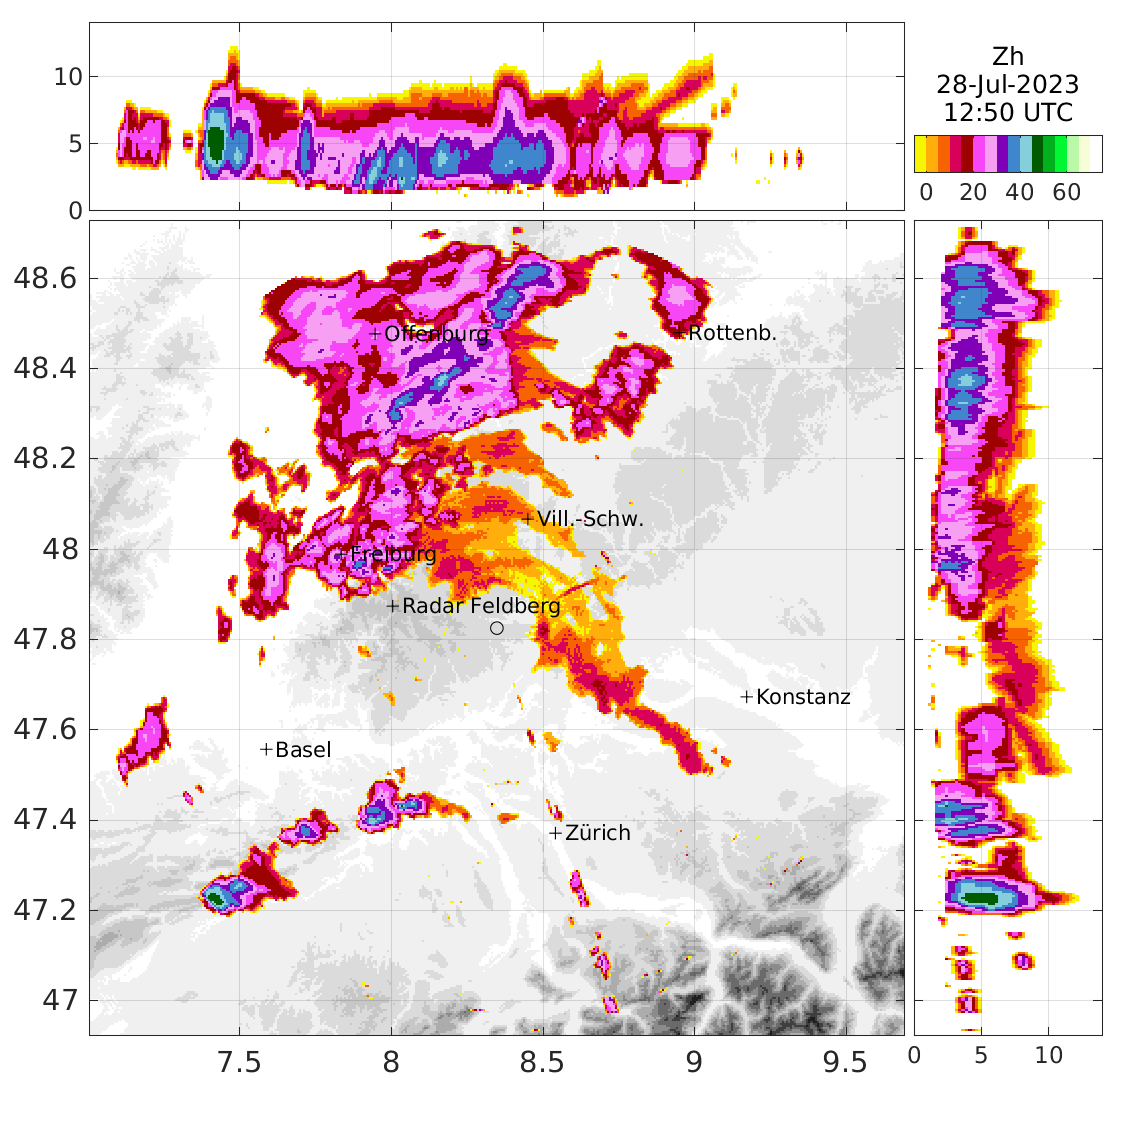 10
5
0
Zh
28-Jul-2023
12:50 UTC
0 20 40 60
48.6
48.4
48.2
48
47.8
47.6
47.4
47.2
47
Offenburg
Rottenb.
Vill.-Schw.
Freiburg
Radar Feldberg
Konstanz
Basel
Zürich
7.5 8 8.5 9 9.5
0 5 10